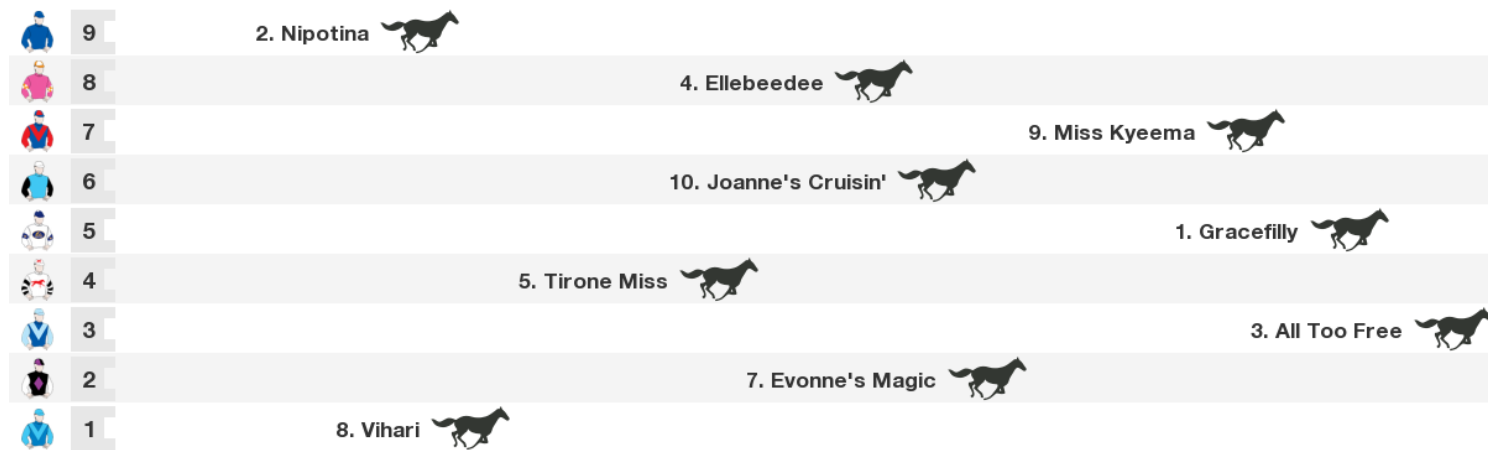 9 2. Nipotina
8 4. Ellebeedee
7 9. Miss Kyeema
6 10. Joanne's Cruisin'
5 1. Gracefilly
4 5. Tirone Miss
3 3. All Too Free
2 7. Evonne's Magic
1 8. Vihari